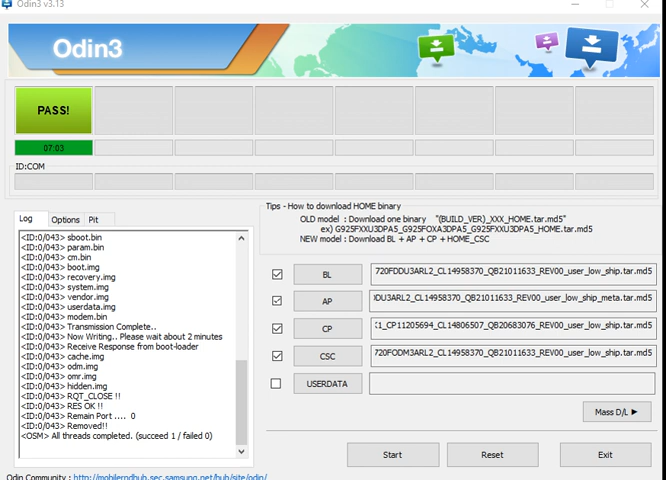 Odin3 v3.13
Odin3
PASS!
07:03
ID:COM
Log
Options
Pit
<ID:0/043> sboot.bin
<ID:0/043> param.bin
<ID:0/043> cm.bin
<ID:0/043> boot.img
<ID:0/043> recovery.img
<ID:0/043> system.img
<ID:0/043> vendor.img
<ID:0/043> userdata.img
<ID:0/043> modem.bin
<ID:0/043> Transmission Complete..
<ID:0/043> Now Writing.. Please wait about 2 minutes
<ID:0/043> Receive Response from boot-loader
<ID:0/043> cache.img
<ID:0/043> odm.img
<ID:0/043> omr.img
<ID:0/043> hidden.img
<ID:0/043> RQT_CLOSE !!
<ID:0/043> RES OK !!
<ID:0/043> Remain Port .... 0
<ID:0/043> Removed!!
<OSM> All threads completed. (succeed 1 / failed 0)
Tips - How to download HOME binary
OLD model : Download one binary "(BUILD_VER)_XXX_HOME.tar.md5"
ex) G925FXXU3DPA5_G925FOXA3DPA5_G925FXXU3DPA5_HOME.tar.md5
NEW model : Download BL + AP + CP + HOME_CSC
BL 720FDDU3ARL2_CL14958370_QB21011633_REV00_user_low_ship.tar.md5
AP DU3ARL2_CL14958370_QB21011633_REV00_user_low_ship_meta.tar.md5
CP CP11205694_CL14806507_QB20683076_REV00_user_low_ship.tar.md5
CSC 720FODM3ARL2_CL14958370_QB21011633_REV00_user_low_ship.tar.md5
USERDATA
Mass D/L ►
Start
Reset
Exit
Odin Community : http://mobilerndhub.sec.samsung.net/hub/site/odin/